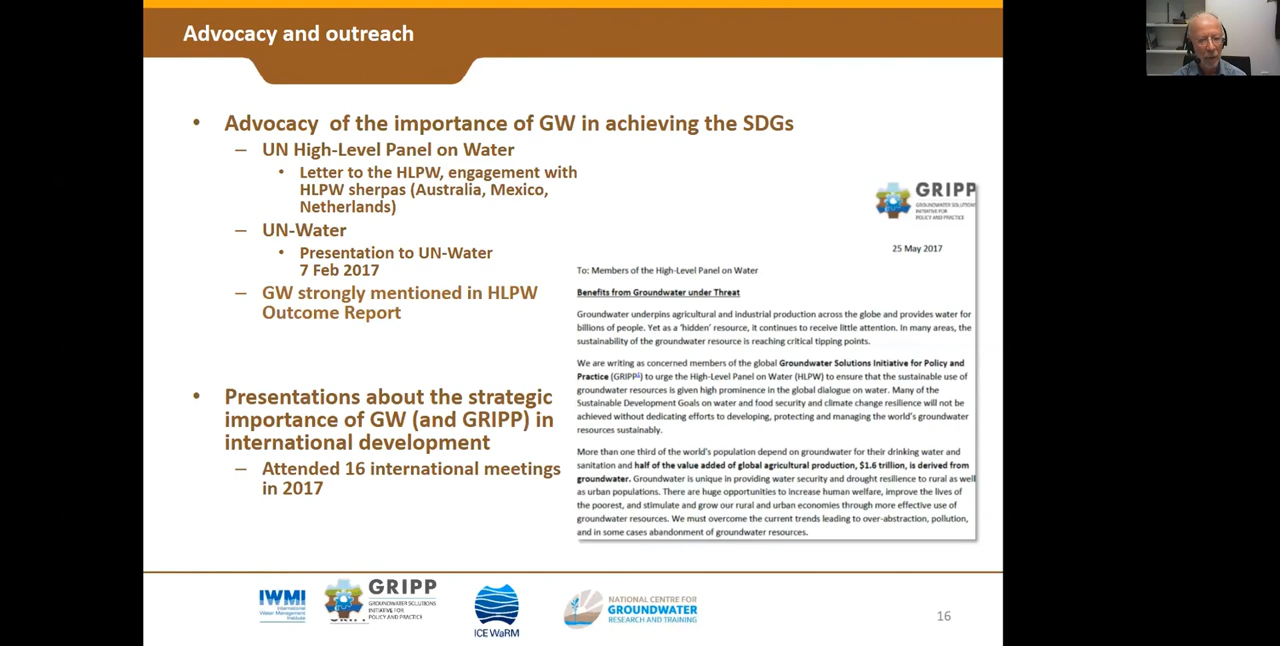 Advocacy and outreach
• Advocacy of the importance of GW in achieving the SDGs
– UN High-Level Panel on Water
• Letter to the HLPW, engagement with
HLPW sherpas (Australia, Mexico,
Netherlands)
– UN-Water
• Presentation to UN-Water
7 Feb 2017
– GW strongly mentioned in HLPW
Outcome Report
• Presentations about the strategic
importance of GW (and GRIPP) in
international development
– Attended 16 international meetings
in 2017
GRIPP
GROUNDWATER SOLUTIONS
INITIATIVE FOR
POLICY AND PRACTICE
25 May 2017
To: Members of the High-Level Panel on Water
Benefits from Groundwater under Threat
Groundwater underpins agricultural and industrial production across the globe and provides water for
billions of people. Yet as a 'hidden' resource, it continues to receive little attention. In many areas, the
sustainability of the groundwater resource is reaching critical tipping points.
We are writing as concerned members of the global Groundwater Solutions Initiative for Policy and
Practice (GRIPP¹) to urge the High-Level Panel on Water (HLPW) to ensure that the sustainable use of
groundwater resources is given high prominence in the global dialogue on water. Many of the
Sustainable Development Goals on water and food security and climate change resilience will not be
achieved without dedicating efforts to developing, protecting and managing the world's groundwater
resources sustainably.
More than one third of the world's population depend on groundwater for their drinking water and
sanitation and half of the value added of global agricultural production, $1.6 trillion, is derived from
groundwater. Groundwater is unique in providing water security and drought resilience to rural as well
as urban populations. There are huge opportunities to increase human welfare, improve the lives of
the poorest, and stimulate and grow our rural and urban economies through more effective use of
groundwater resources. We must overcome the current trends leading to over-abstraction, pollution,
and in some cases abandonment of groundwater resources.
IWMI
International
Water Management
Institute
GRIPP
GROUNDWATER SOLUTIONS
INITIATIVE FOR
POLICY AND PRACTICE
ICE WaRM
NATIONAL CENTRE FOR
GROUNDWATER
RESEARCH AND TRAINING
16